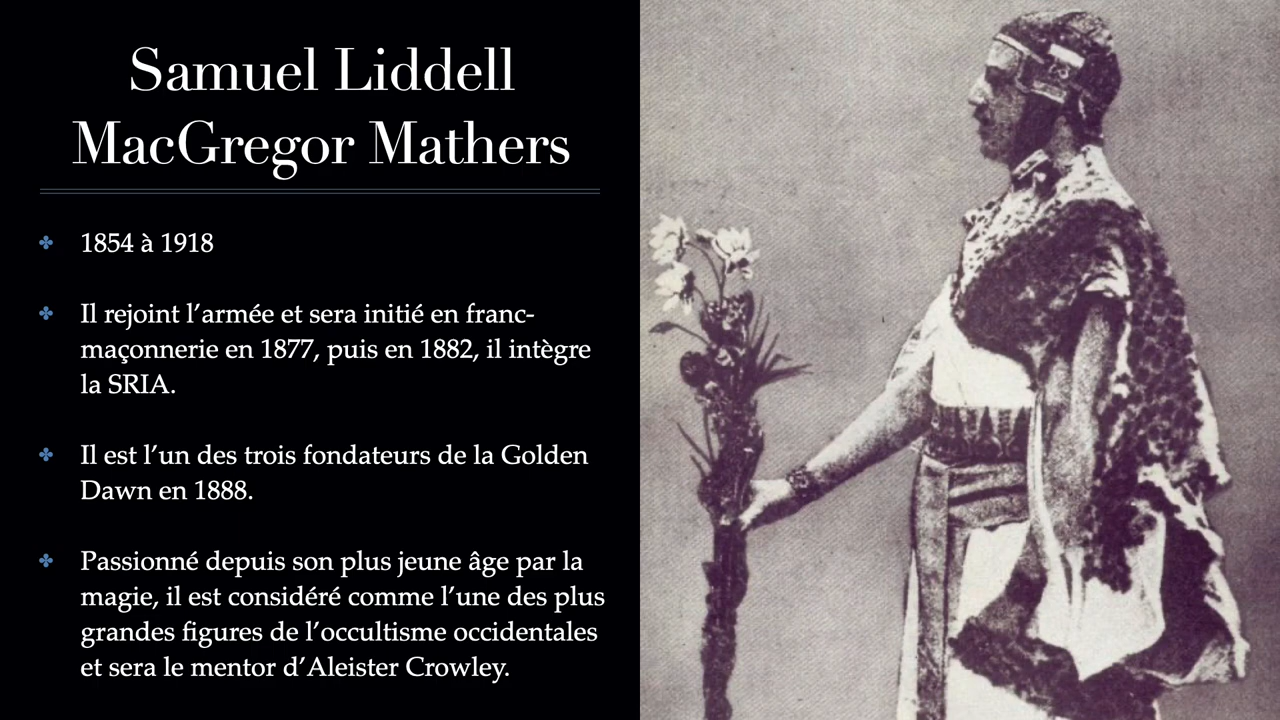 Samuel Liddell
MacGregor Mathers
1854 à 1918
Il rejoint l’armée et sera initié en franc-
maçonnerie en 1877, puis en 1882, il intègre
la SRIA.
Il est l’un des trois fondateurs de la Golden
Dawn en 1888.
Passionné depuis son plus jeune âge par la
magie, il est considéré comme l’une des plus
grandes figures de l’occultisme occidentales
et sera le mentor d’Aleister Crowley.